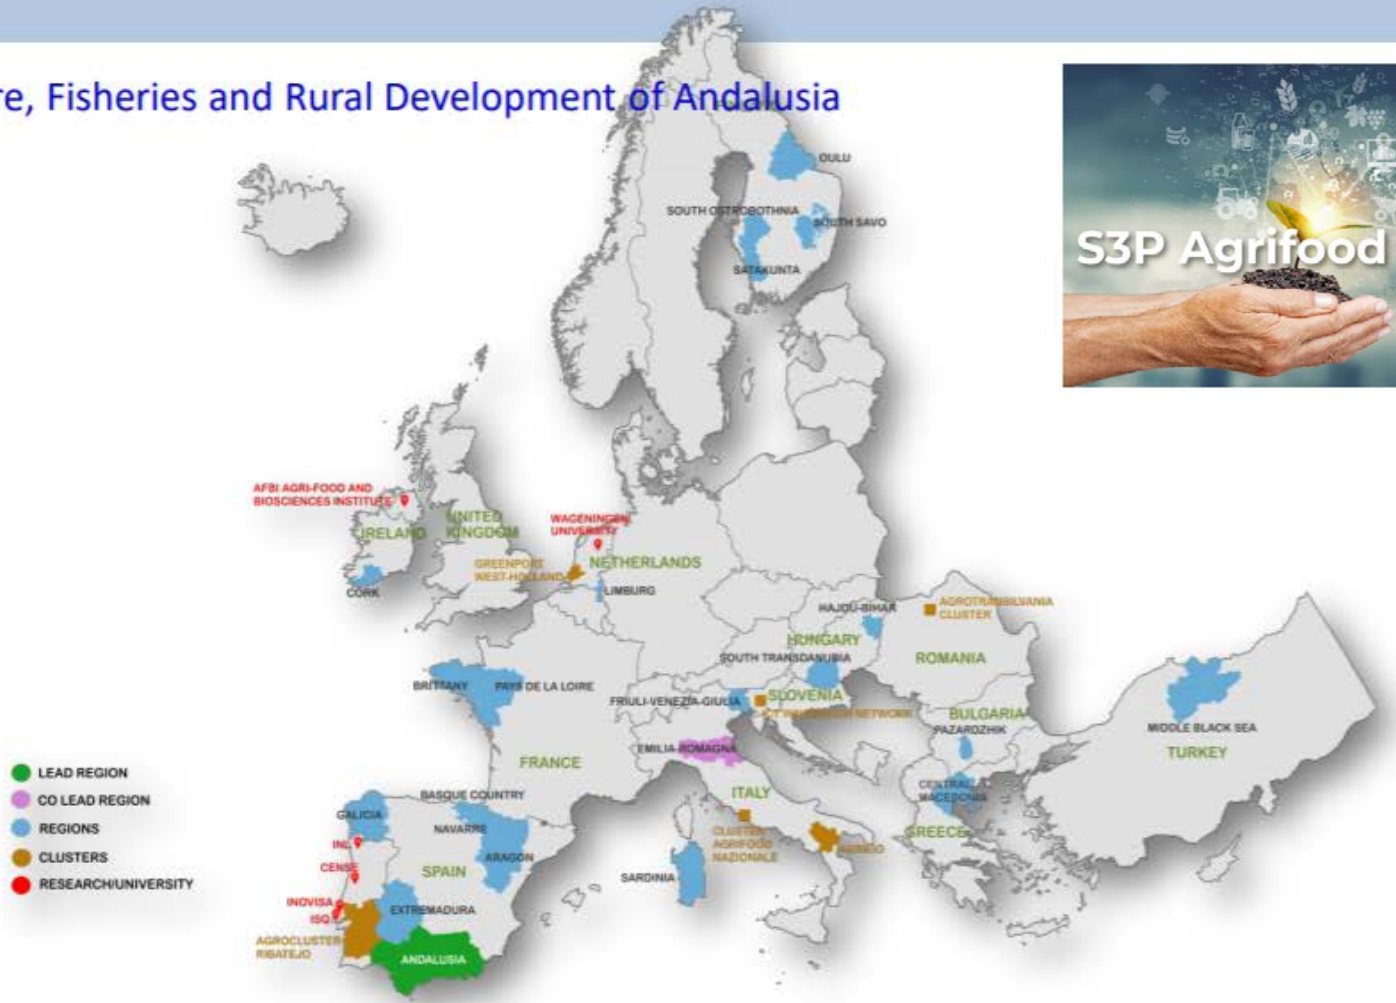 re, Fisheries and Rural Development of Andalusia
S3P Agrifood
OULU
SOUTH OSTROBOTHNIA
SOUTH SAVO
SATAKUNTA
AFBI AGRI-FOOD AND
BIOSCIENCES INSTITUTE
IRELAND
UNITED
KINGDOM
WAGENINGEN
UNIVERSITY
GREENPORT
WEST-HOLLAND
NETHERLANDS
LIMBURG
CORK
HAJDU-BIHAR
AGROTRANSILVANIA
CLUSTER
HUNGARY
SOUTH TRANSDANUBIA
ROMANIA
BRITTANY
PAYS DE LA LOIRE
FRIULI-VENEZIA-GIULIA
SLOVENIA
NETWORK
BULGARIA
PAZARDZHIK
MIDDLE BLACK SEA
TURKEY
EMILIA-ROMAGNA
FRANCE
ITALY
CENTRAL
MACEDONIA
GREECE
CLUSTER
AGRIFOOD
NAZIONALE
SARDINIA
BASQUE COUNTRY
GALICIA
NAVARRE
INL
ARAGON
CENSE
SPAIN
INOVISA
ISQ
EXTREMADURA
AGROCLUSTER
RIBATEJO
ANDALUSIA
LEAD REGION
CO LEAD REGION
REGIONS
CLUSTERS
RESEARCH/UNIVERSITY